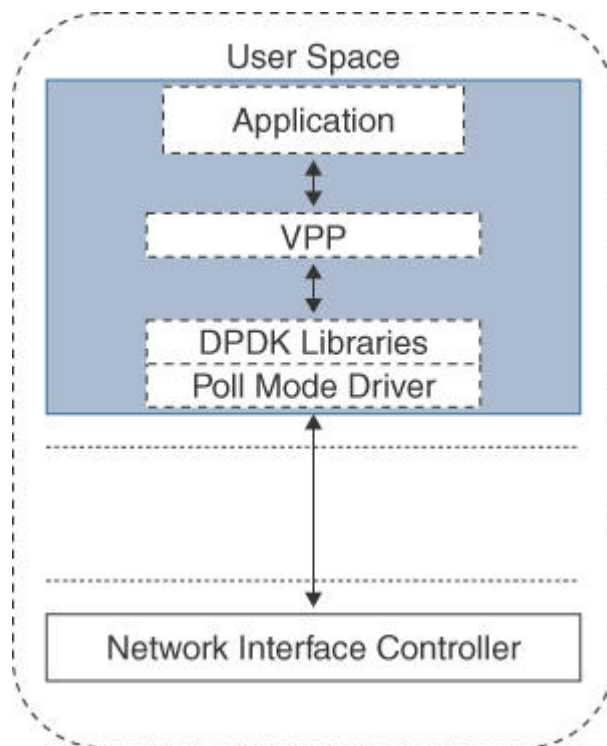 User Space
Application
VPP
DPDK Libraries
Poll Mode Driver
Network Interface Controller